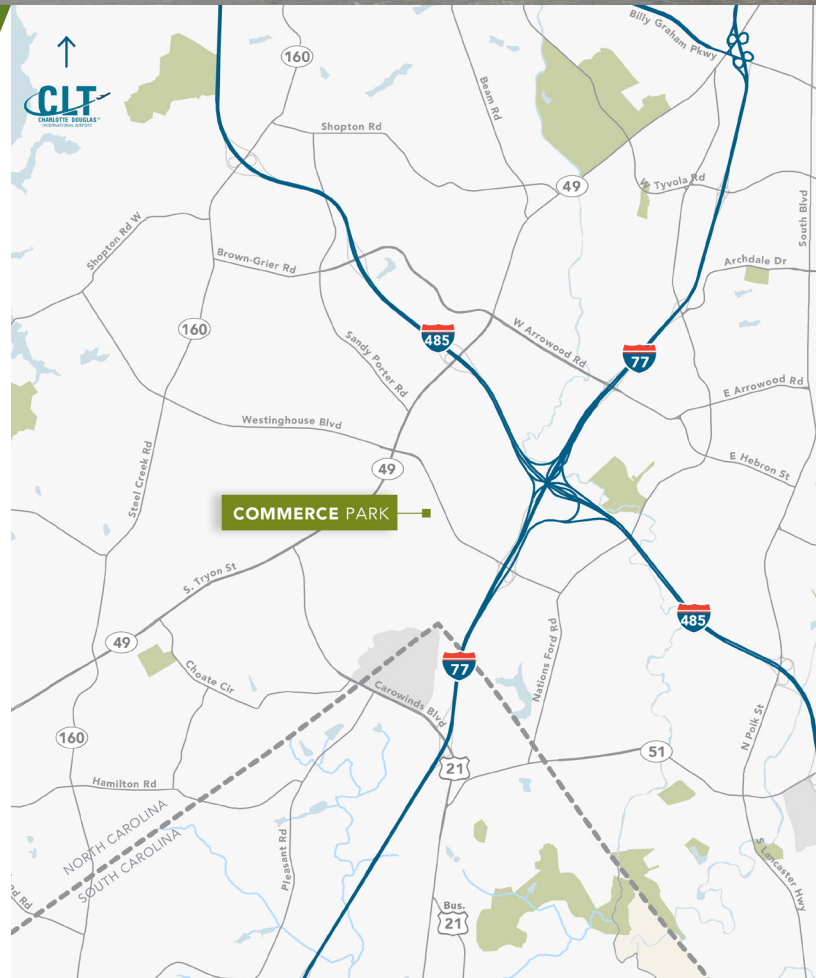 Billy Graham Pkwy
160
CLT
CHARLOTTE DOUGLAS™
INTERNATIONAL AIRPORT
Beam Rd
Shopton Rd
49
W Tyvola Rd
South Blvd
Shopton Rd W
Brown-Grier Rd
Archdale Dr
160
485
W Arrowood Rd
77
Sandy Porter Rd
E Arrowood Rd
Westinghouse Blvd
Steel Creek Rd
49
E Hebron St
COMMERCE PARK
S. Tryon St
485
49
Nations Ford Rd
77
Choate Cir
Carowinds Blvd
N Polk St
160
51
21
Hamilton Rd
NORTH CAROLINA
SOUTH CAROLINA
Pleasant Rd
S Lancaster Hwy
Bus.
21